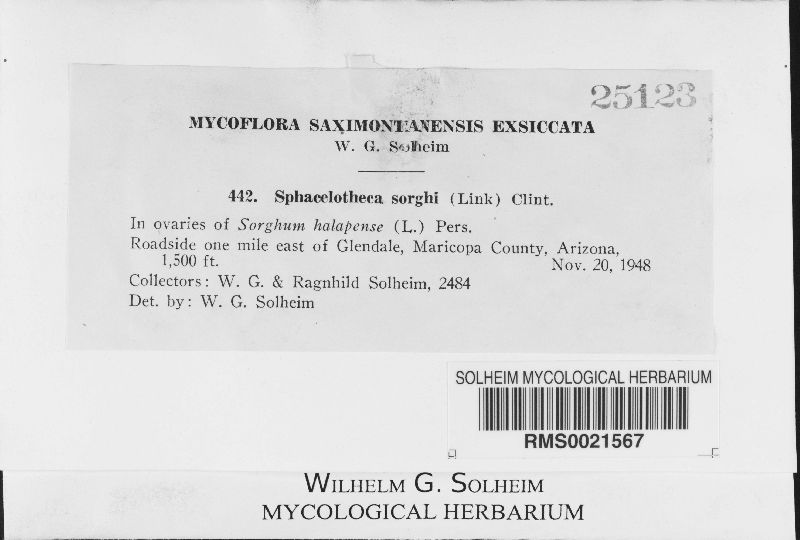 25123
MYCOFLORA SAXIMONTANENSIS EXSICCATA
W. G. Solheim
442. Sphacelotheca sorghi (Link) Clint.
In ovaries of Sorghum halapense (L.) Pers.
Roadside one mile east of Glendale, Maricopa County, Arizona,
1,500 ft. Nov. 20, 1948
Collectors: W. G. & Ragnhild Solheim, 2484
Det. by: W. G. Solheim
SOLHEIM MYCOLOGICAL HERBARIUM
RMS0021567
WILHELM G. SOLHEIM
MYCOLOGICAL HERBARIUM